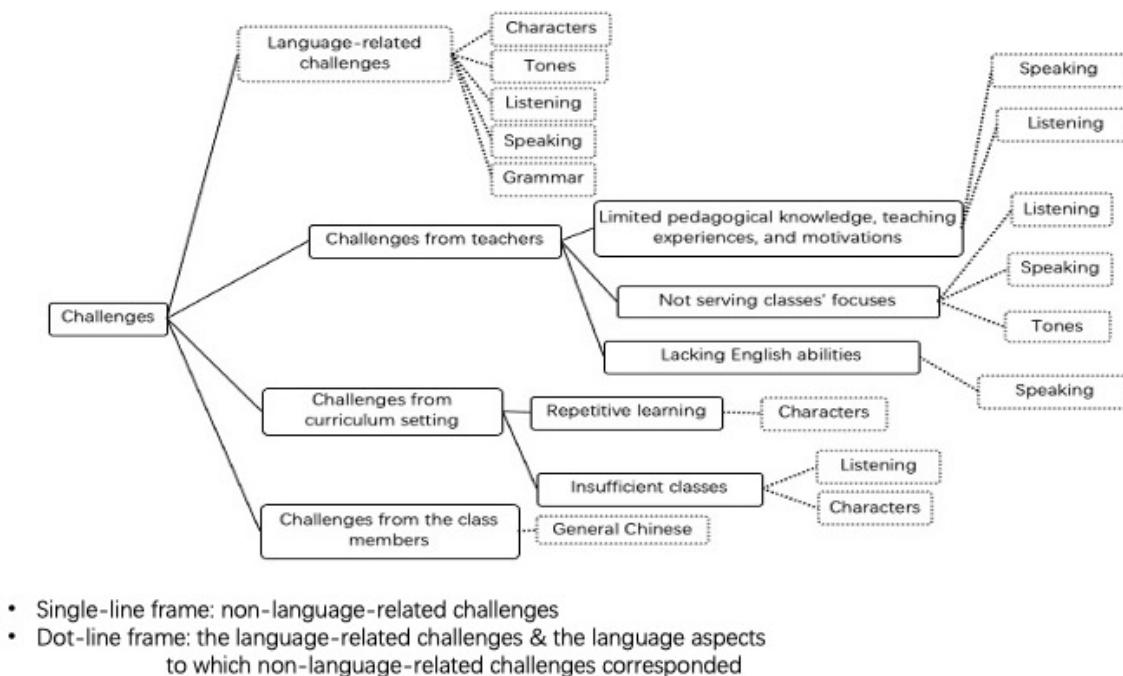 Characters
Language-related
challenges
Tones
Speaking
Listening
Listening
Speaking
Grammar
Limited pedagogical knowledge, teaching
experiences, and motivations
Listening
Challenges from teachers
Speaking
Not serving classes' focuses
Challenges
Tones
Lacking English abilities
Speaking
Challenges from
curriculum setting
Repetitive learning
Characters
Listening
Insufficient classes
Characters
Challenges from the class
members
General Chinese
• Single-line frame: non-language-related challenges
• Dot-line frame: the language-related challenges & the language aspects
to which non-language-related challenges corresponded